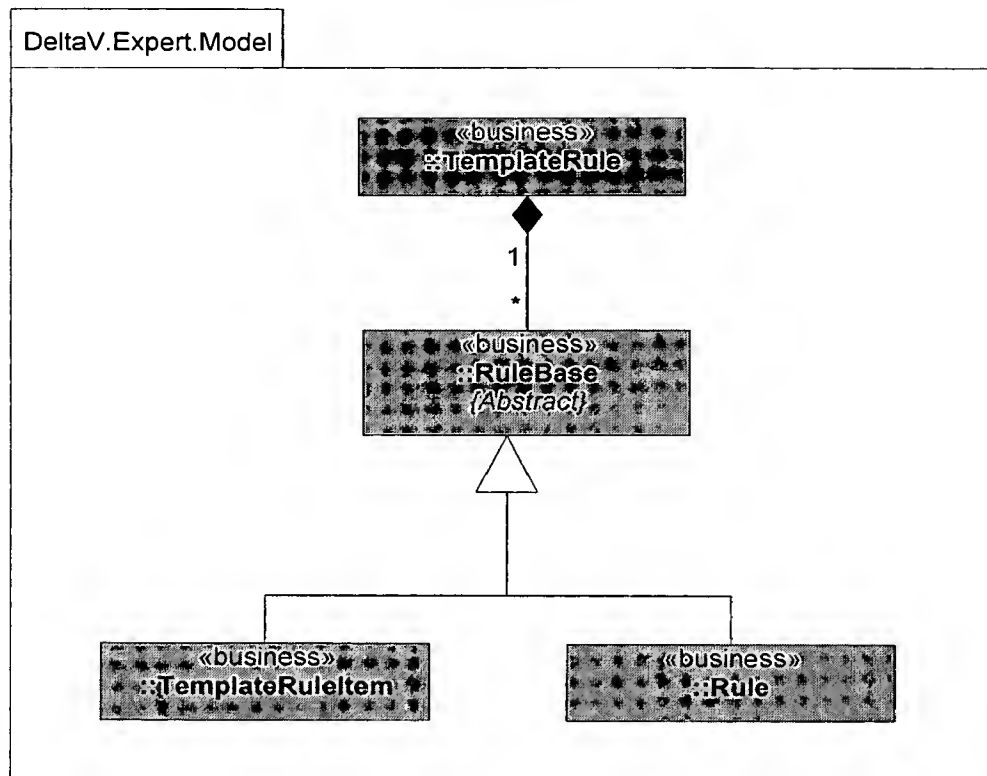 DeltaV.Expert.Model
«business»
::TemplateRule
1
*
«business»
::RuleBase
{Abstract}
«business»
::TemplateRuleItem
«business»
::Rule